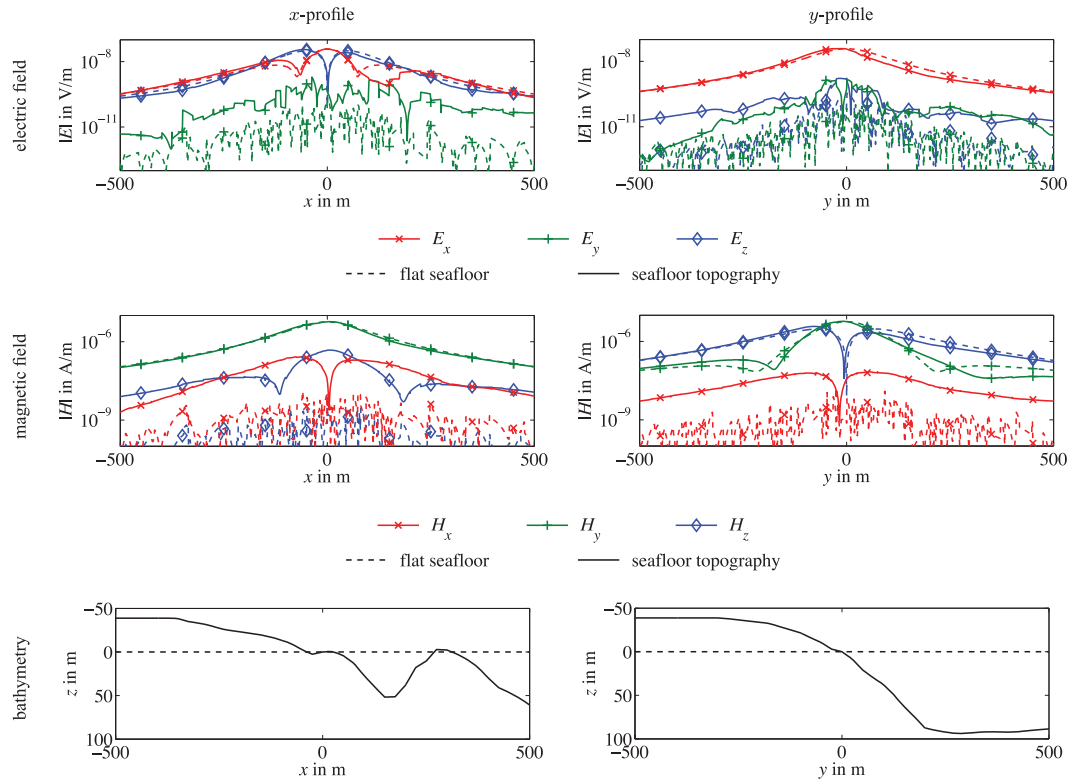 x-profile
y-profile
electric field
|E| in V/m
10⁻⁸
10⁻¹¹
−500
0
500
x in m
|E| in V/m
10⁻⁸
10⁻¹¹
−500
0
500
y in m
E_x
E_y
E_z
flat seafloor
seafloor topography
magnetic field
|H| in A/m
10⁻⁶
10⁻⁹
−500
0
500
x in m
|H| in A/m
10⁻⁶
10⁻⁹
−500
0
500
y in m
H_x
H_y
H_z
flat seafloor
seafloor topography
bathymetry
z in m
−50
0
50
100
−500
0
500
x in m
z in m
−50
0
50
100
−500
0
500
y in m